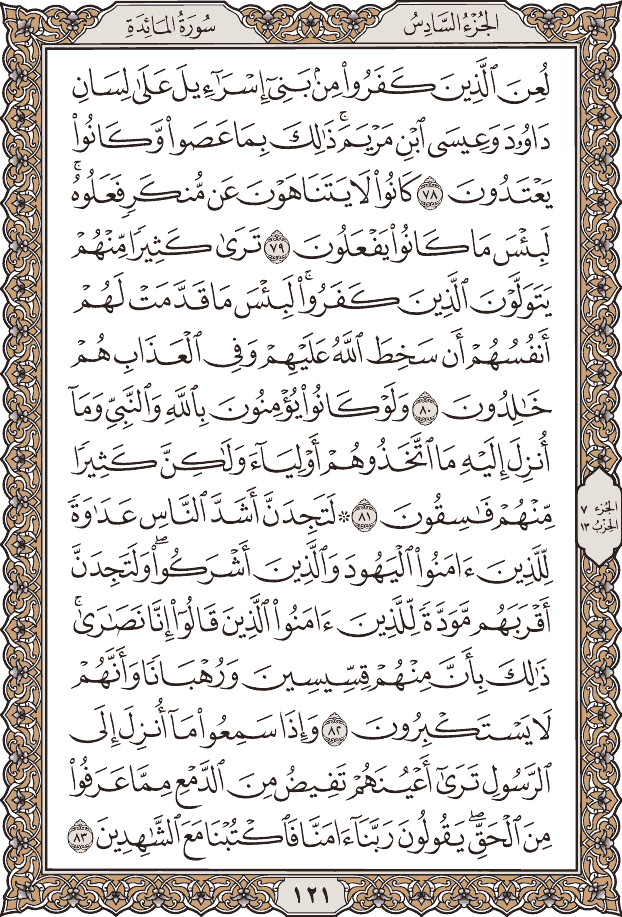 الجُزْءُ السَّادِسُ
سُورَةُ المَائِدَةِ
لُعِنَ ٱلَّذِينَ كَفَرُوا۟ مِنۢ بَنِىٓ إِسْرَٰٓءِيلَ عَلَىٰ لِسَانِ
دَاوُۥدَ وَعِيسَى ٱبْنِ مَرْيَمَ ۚ ذَٰلِكَ بِمَا عَصَوا۟ وَّكَانُوا۟
يَعْتَدُونَ ٧٨ كَانُوا۟ لَا يَتَنَاهَوْنَ عَن مُّنكَرٍ فَعَلُوهُ ۚ
لَبِئْسَ مَا كَانُوا۟ يَفْعَلُونَ ٧٩ تَرَىٰ كَثِيرًا مِّنْهُمْ
يَتَوَلَّوْنَ ٱلَّذِينَ كَفَرُوا۟ ۚ لَبِئْسَ مَا قَدَّمَتْ لَهُمْ
أَنفُسُهُمْ أَن سَخِطَ ٱللَّهُ عَلَيْهِمْ وَفِى ٱلْعَذَابِ هُمْ
خَٰلِدُونَ ٨٠ وَلَوْ كَانُوا۟ يُؤْمِنُونَ بِٱللَّهِ وَٱلنَّبِىِّ وَمَآ
أُنزِلَ إِلَيْهِ مَا ٱتَّخَذُوهُمْ أَوْلِيَآءَ وَلَٰكِنَّ كَثِيرًا
مِّنْهُمْ فَٰسِقُونَ ٨١ ۞ لَتَجِدَنَّ أَشَدَّ ٱلنَّاسِ عَدَٰوَةً
لِّلَّذِينَ ءَامَنُوا۟ ٱلْيَهُودَ وَٱلَّذِينَ أَشْرَكُوا۟ ۖ وَلَتَجِدَنَّ
أَقْرَبَهُم مَّوَدَّةً لِّلَّذِينَ ءَامَنُوا۟ ٱلَّذِينَ قَالُوٓا۟ إِنَّا نَصَٰرَىٰ ۚ
ذَٰلِكَ بِأَنَّ مِنْهُمْ قِسِّيسِينَ وَرُهْبَانًا وَأَنَّهُمْ
لَا يَسْتَكْبِرُونَ ٨٢ وَإِذَا سَمِعُوا۟ مَآ أُنزِلَ إِلَى
ٱلرَّسُولِ تَرَىٰٓ أَعْيُنَهُمْ تَفِيضُ مِنَ ٱلدَّمْعِ مِمَّا عَرَفُوا۟
مِنَ ٱلْحَقِّ ۖ يَقُولُونَ رَبَّنَآ ءَامَنَّا فَٱكْتُبْنَا مَعَ ٱلشَّٰهِدِينَ ٨٣
الجُزء ٧
الحِزبُ ١٣
١٢١